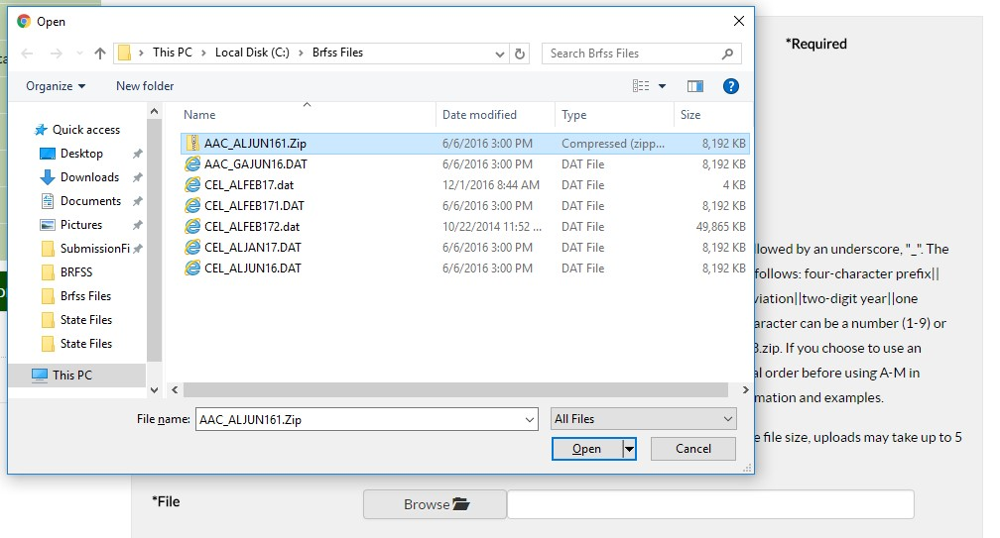 Open
*Required
This PC > Local Disk (C:) > Brfss Files
Search Brfss Files
Organize
New folder
Name
Date modified
Type
Size
Quick access
Desktop
Downloads
Documents
Pictures
SubmissionFi
BRFSS
Brfss Files
State Files
State Files
This PC
AAC_ALJUN161.Zip 6/6/2016 3:00 PM Compressed (zipp... 8,192 KB
AAC_GAJUN16.DAT 6/6/2016 3:00 PM DAT File 8,192 KB
CEL_ALFEB17.dat 12/1/2016 8:44 AM DAT File 4 KB
CEL_ALFEB171.DAT 6/6/2016 3:00 PM DAT File 8,192 KB
CEL_ALFEB172.dat 10/22/2014 11:52 ... DAT File 49,865 KB
CEL_ALJAN17.DAT 6/6/2016 3:00 PM DAT File 8,192 KB
CEL_ALJUN16.DAT 6/6/2016 3:00 PM DAT File 8,192 KB
File name: AAC_ALJUN161.Zip
All Files
Open
Cancel
llowed by an underscore, "_". The
follows: four-character prefix||
viation||two-digit year||one
aracter can be a number (1-9) or
3.zip. If you choose to use an
al order before using A-M in
mation and examples.
e file size, uploads may take up to 5
*File
Browse